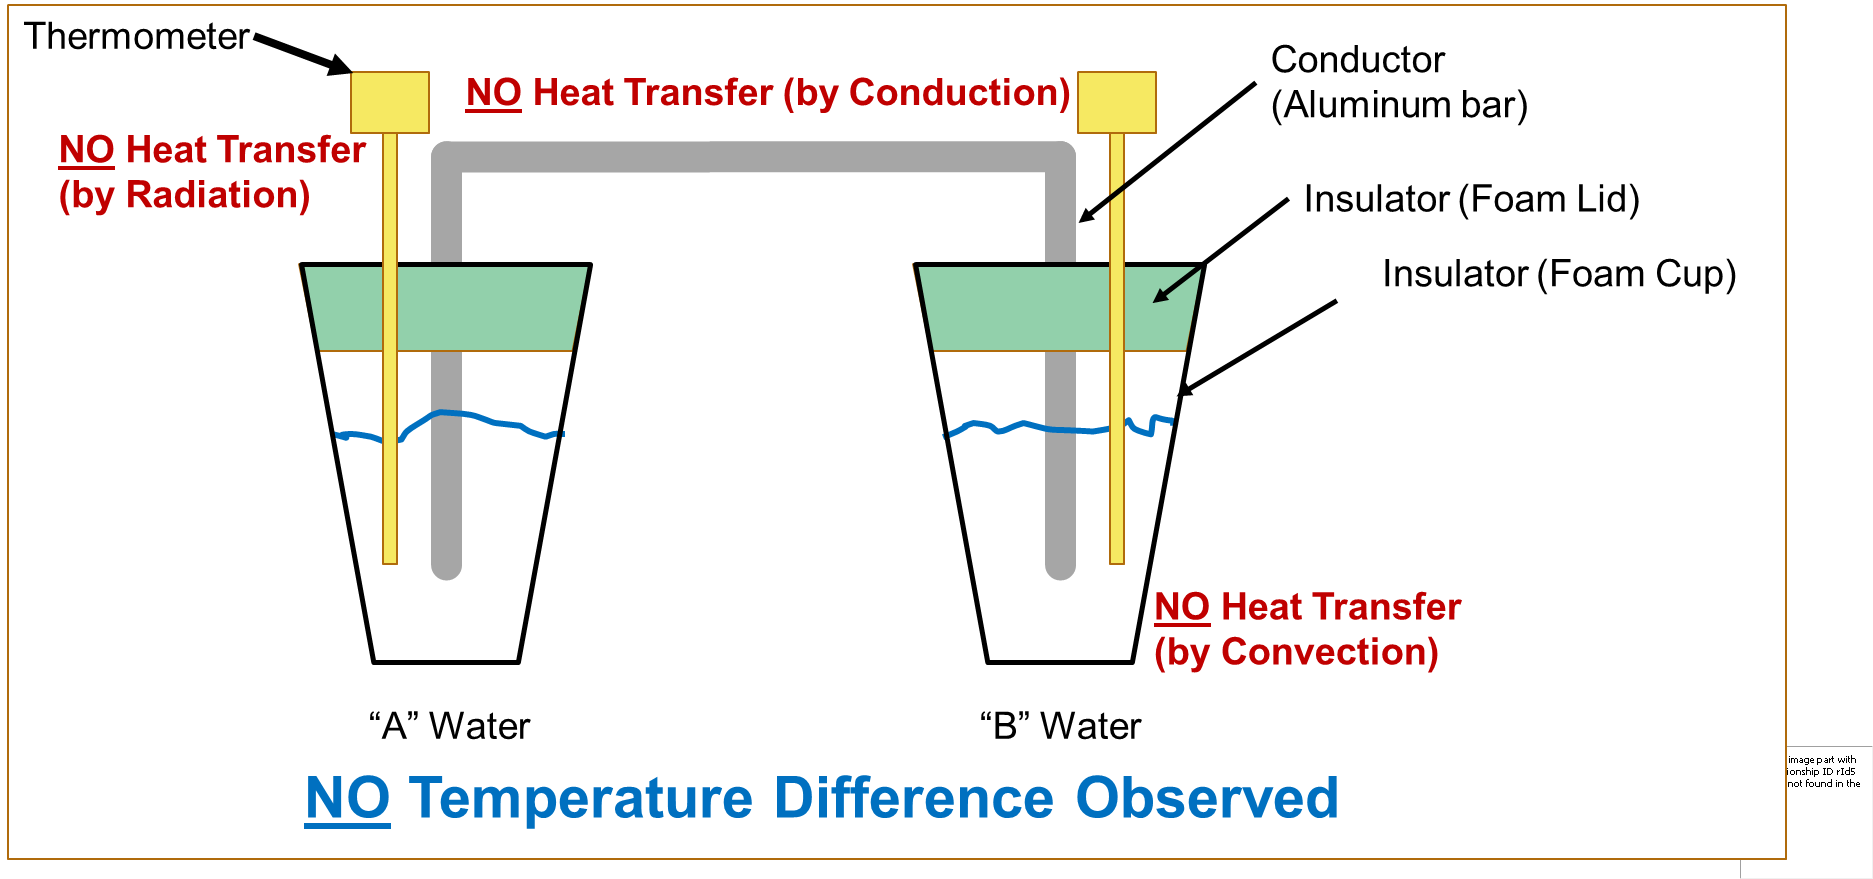 Thermometer
NO Heat Transfer (by Conduction)
Conductor
(Aluminum bar)
NO Heat Transfer
(by Radiation)
Insulator (Foam Lid)
Insulator (Foam Cup)
NO Heat Transfer
(by Convection)
“A” Water
“B” Water
NO Temperature Difference Observed
image part with
ionship ID rId5
not found in the